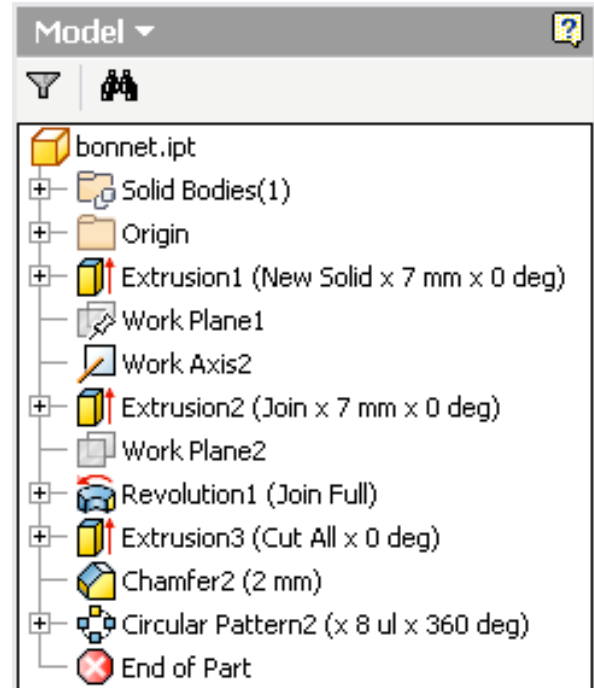 Model
bonnet.ipt
Solid Bodies(1)
Origin
Extrusion1 (New Solid x 7 mm x 0 deg)
Work Plane1
Work Axis2
Extrusion2 (Join x 7 mm x 0 deg)
Work Plane2
Revolution1 (Join Full)
Extrusion3 (Cut All x 0 deg)
Chamfer2 (2 mm)
Circular Pattern2 (x 8 ul x 360 deg)
End of Part